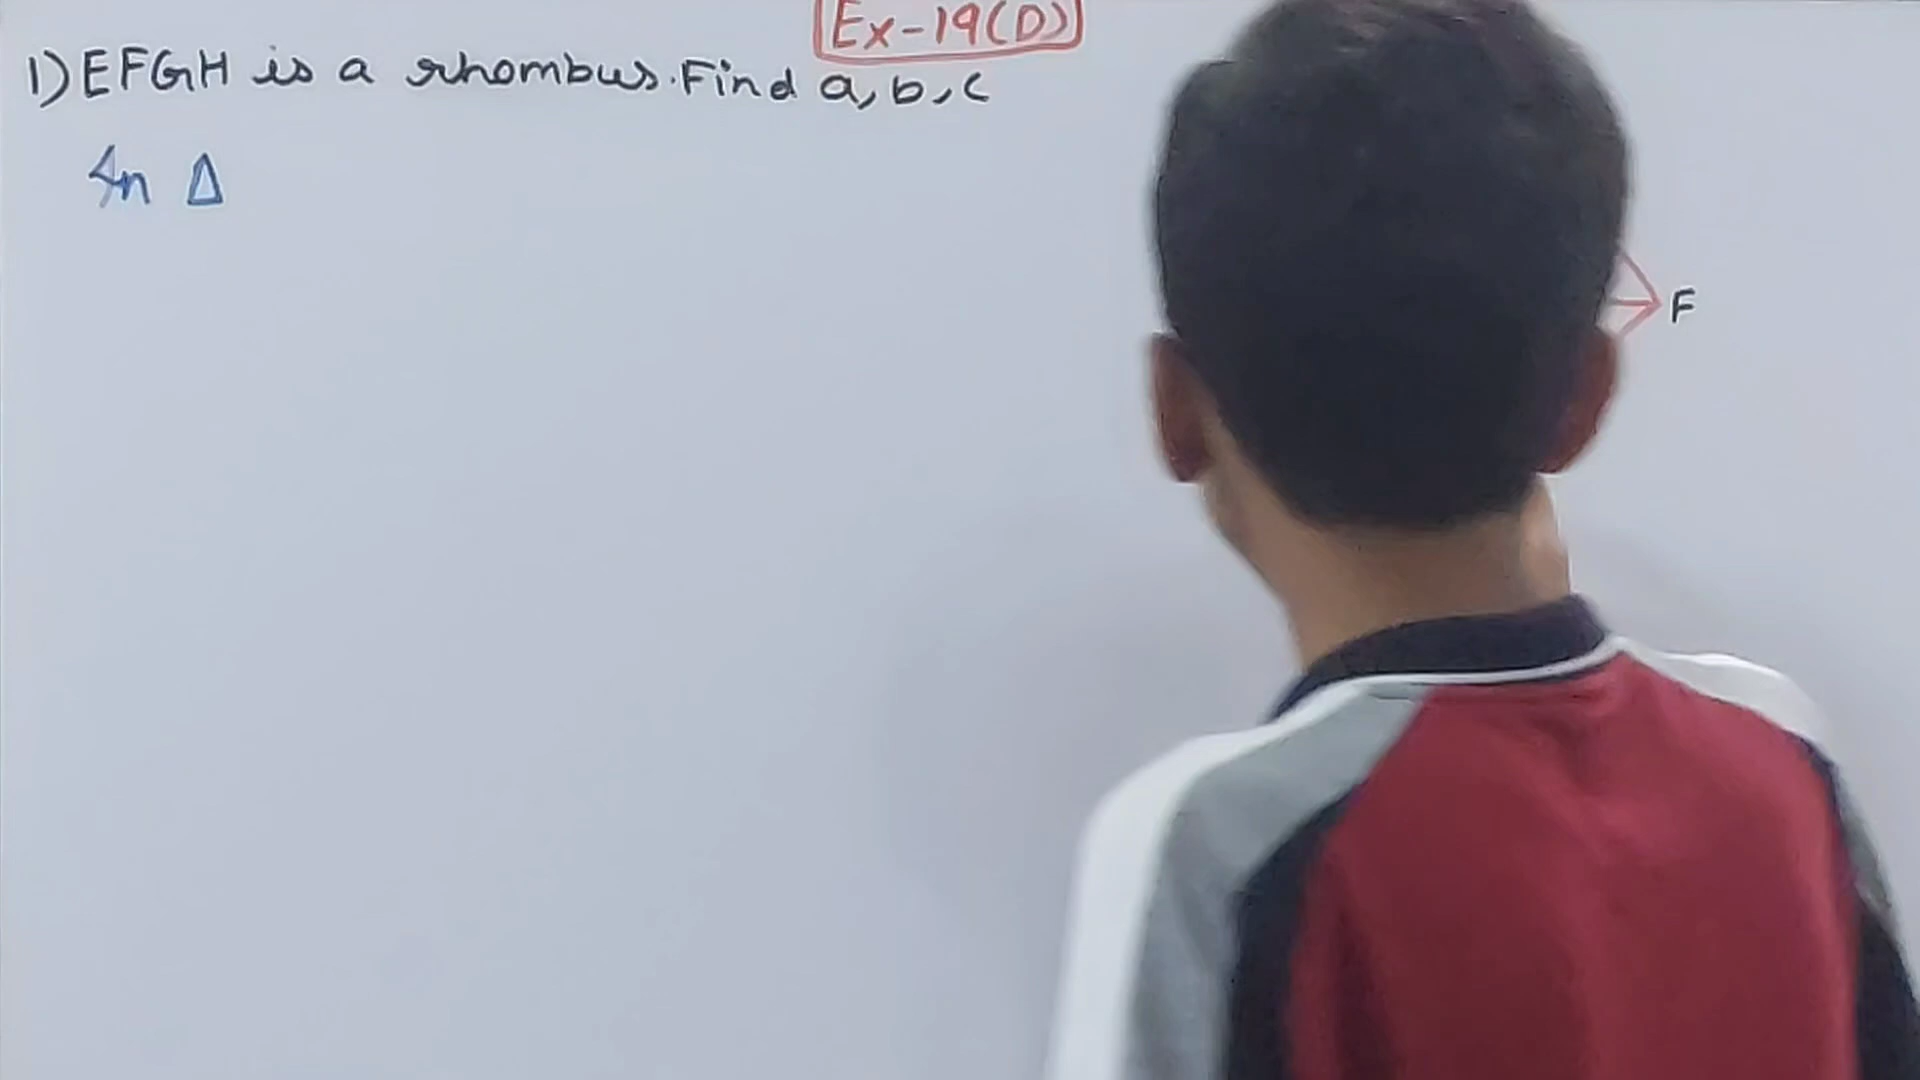 Ex-19(D)
1) EFGH is a rhombus. Find a, b, c
In Δ
F